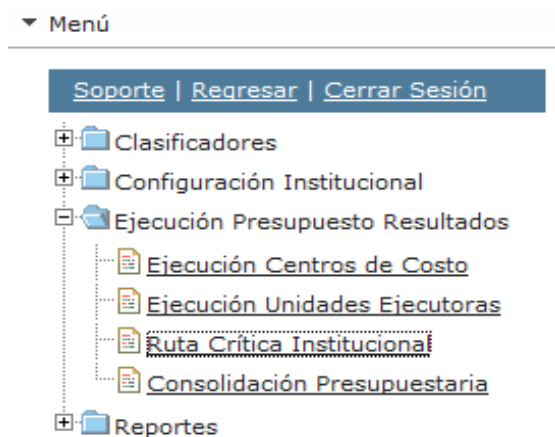 Menú
Soporte | Regresar | Cerrar Sesión
Clasificadores
Configuración Institucional
Ejecución Presupuesto Resultados
Ejecución Centros de Costo
Ejecución Unidades Ejecutoras
Ruta Crítica Institucional
Consolidación Presupuestaria
Reportes